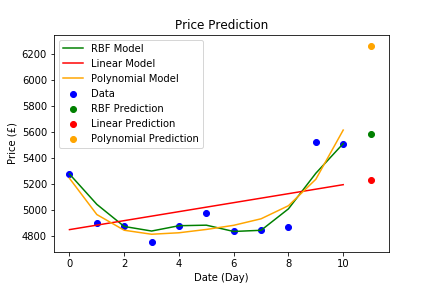 Price Prediction
RBF Model
Linear Model
Polynomial Model
Data
RBF Prediction
Linear Prediction
Polynomial Prediction
6200
6000
5800
5600
5400
5200
5000
4800
Price (£)
0 2 4 6 8 10
Date (Day)